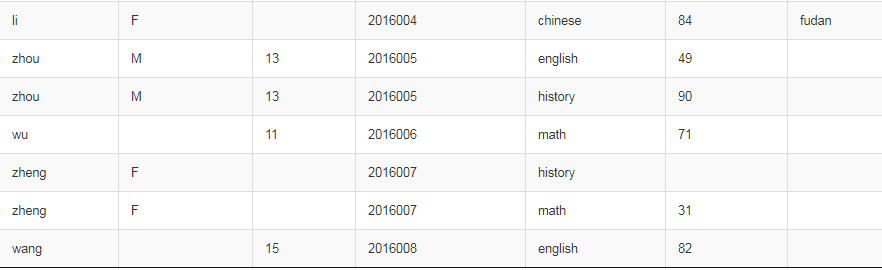 li F 2016004 chinese 84 fudan
zhou M 13 2016005 english 49
zhou M 13 2016005 history 90
wu 11 2016006 math 71
zheng F 2016007 history
zheng F 2016007 math 31
wang 15 2016008 english 82